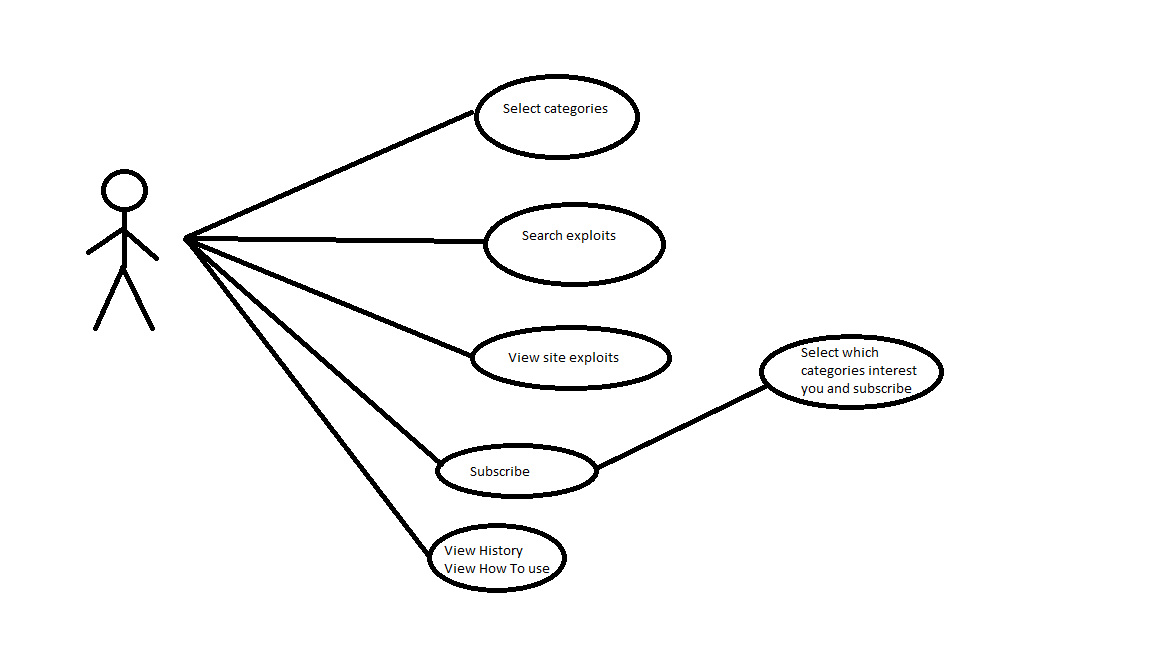 Select categories
Search exploits
View site exploits
Select which
categories interest
you and subscribe
Subscribe
View History
View How To use